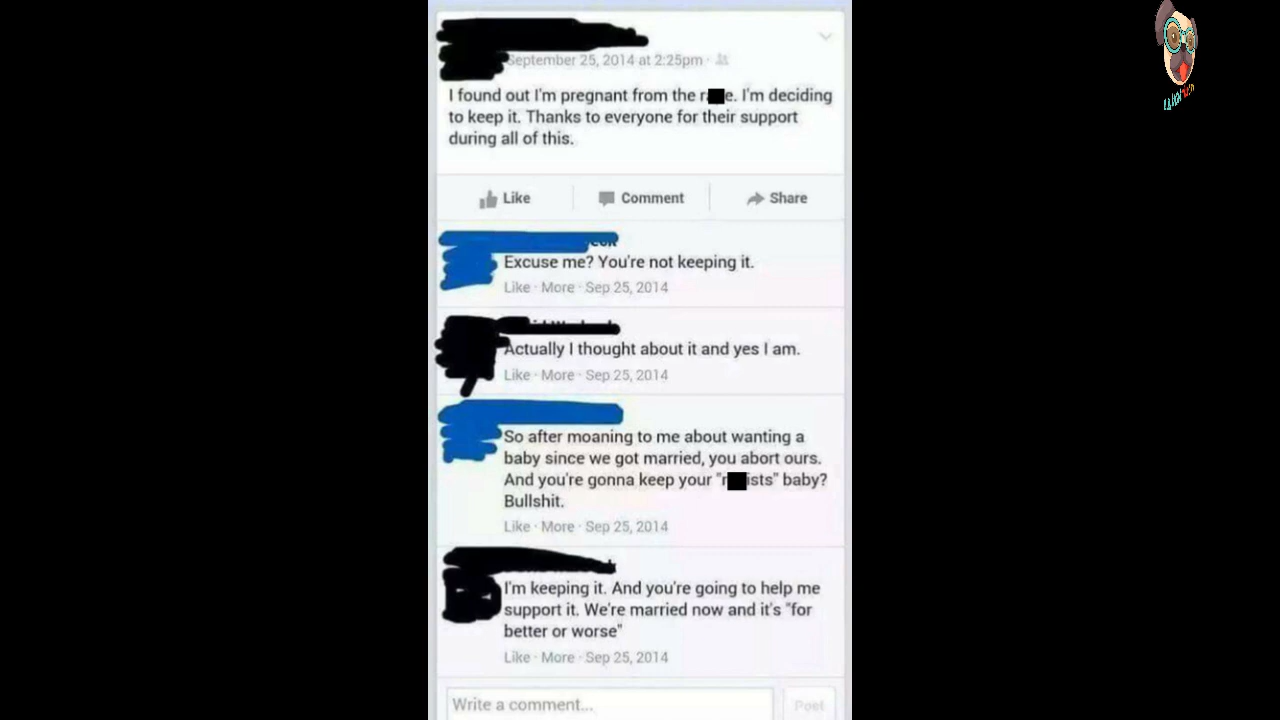 September 25, 2014 at 2:25pm ·
I found out I'm pregnant from the r e. I'm deciding
to keep it. Thanks to everyone for their support
during all of this.
Like Comment Share
Excuse me? You're not keeping it.
Like · More · Sep 25, 2014
Actually I thought about it and yes I am.
Like · More · Sep 25, 2014
So after moaning to me about wanting a
baby since we got married, you abort ours.
And you're gonna keep your "r ists" baby?
Bullshit.
Like · More · Sep 25, 2014
I'm keeping it. And you're going to help me
support it. We're married now and it's "for
better or worse"
Like · More · Sep 25, 2014
Write a comment... Post